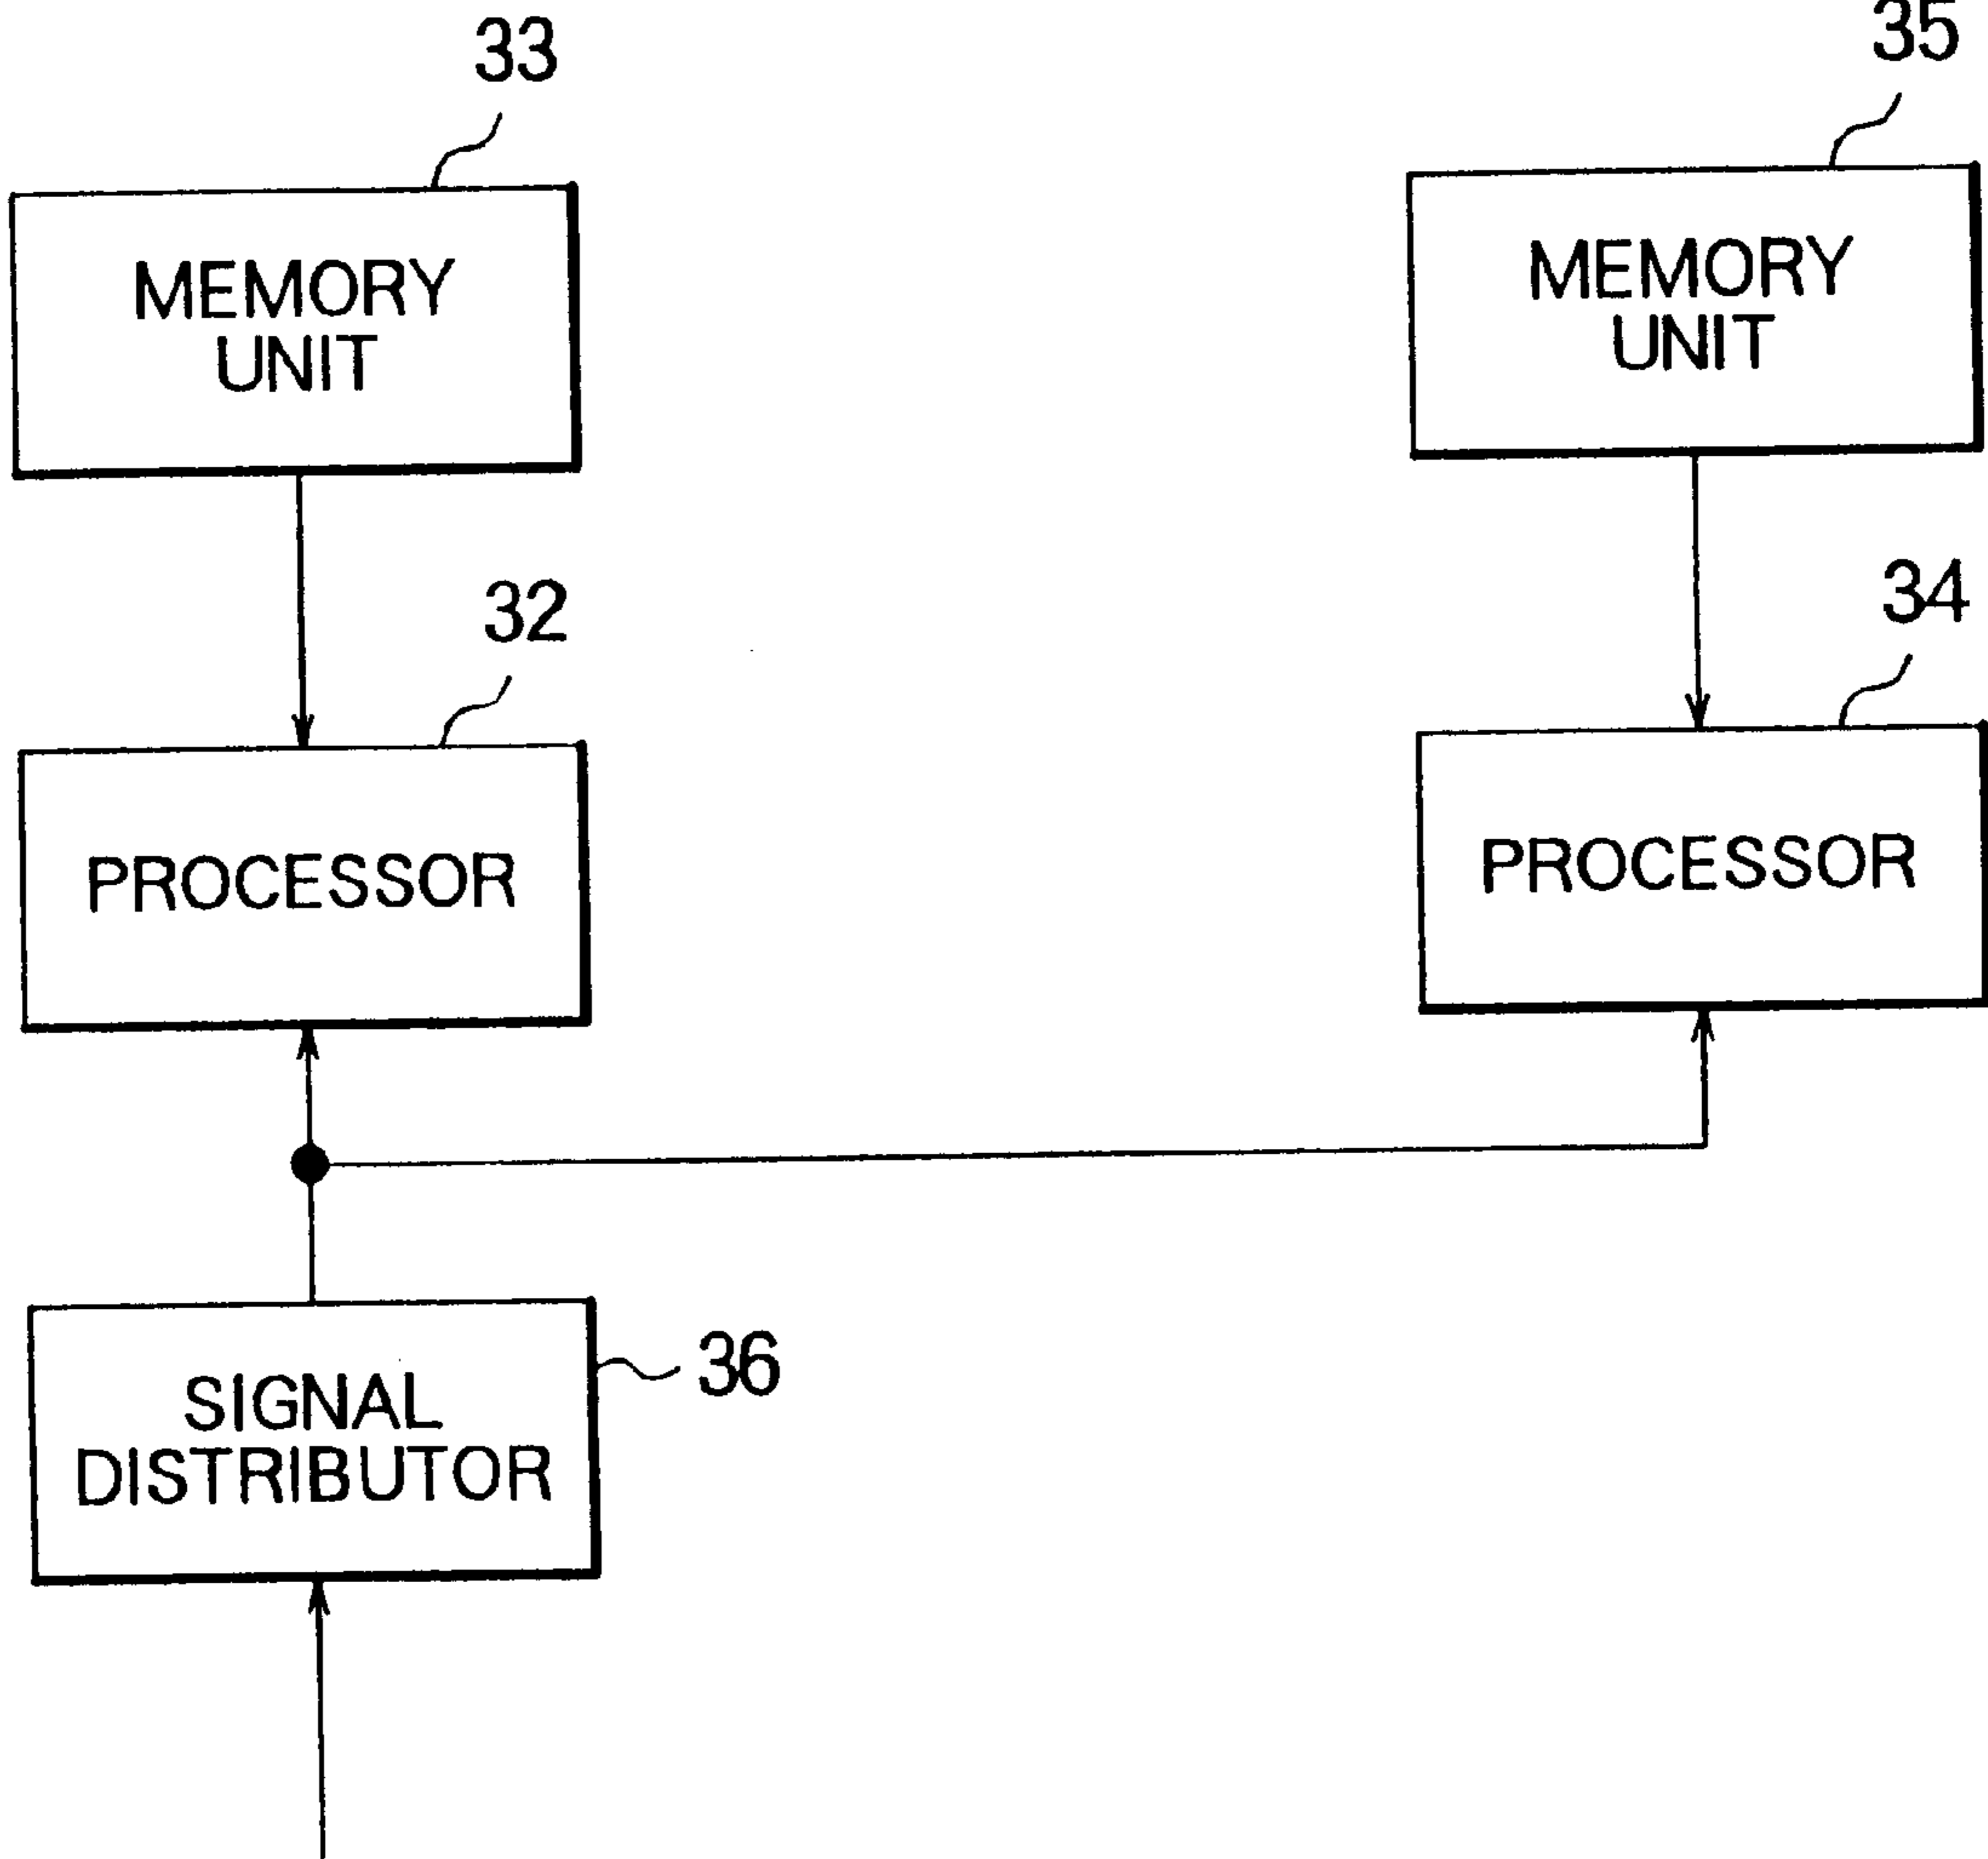 33
35
MEMORY
UNIT
MEMORY
UNIT
32
34
PROCESSOR
PROCESSOR
36
SIGNAL
DISTRIBUTOR